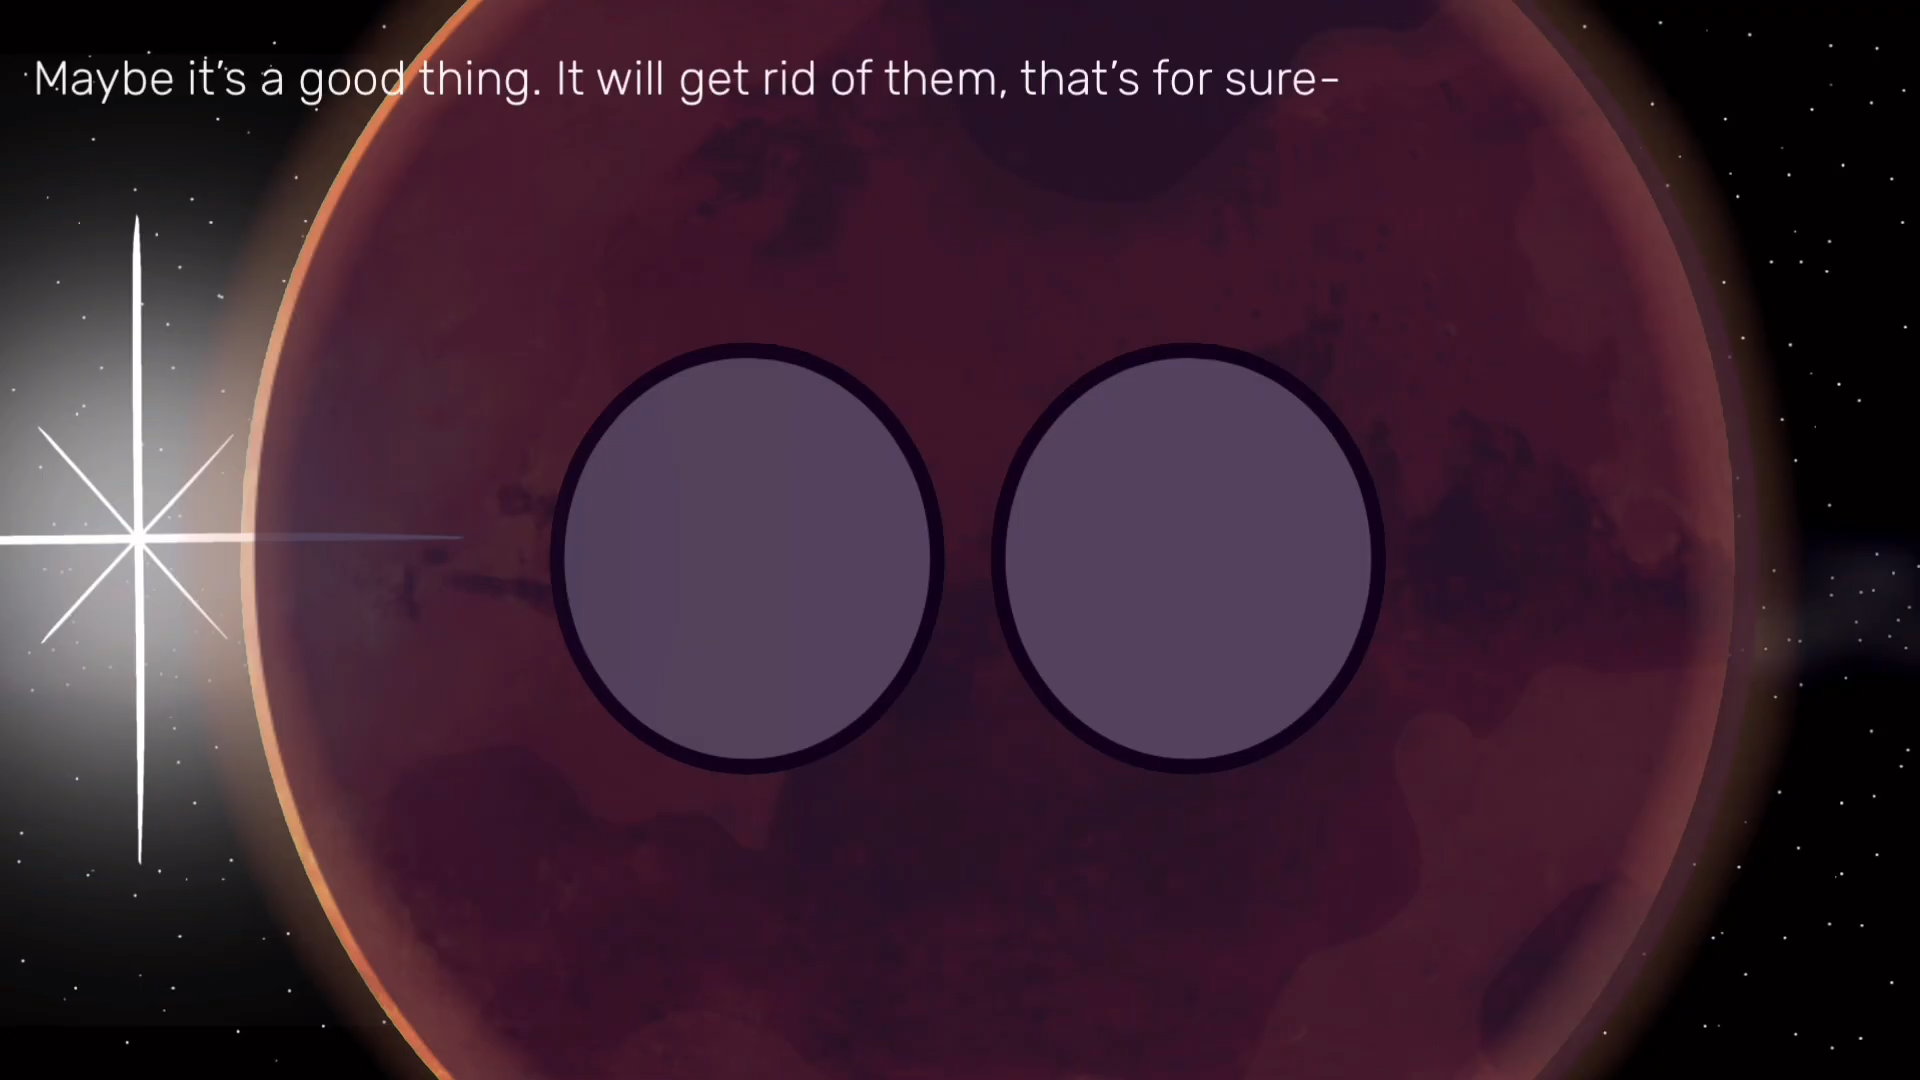 Maybe it’s a good thing. It will get rid of them, that’s for sure-